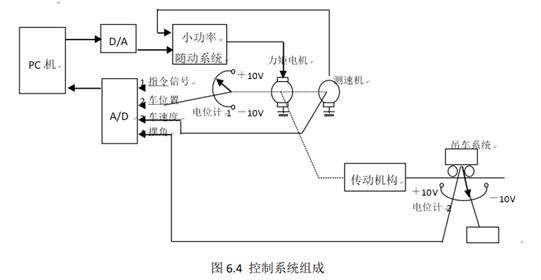 D/A
小功率
随动系统
力矩电机
测速机
PC 机
A/D
1 指令信号
2 车位置
3 车速度
4 摆角
+10V
电位计 1
-10V
吊车系统
传动机构
+10V
电位计 2
-10V
图 6.4 控制系统组成